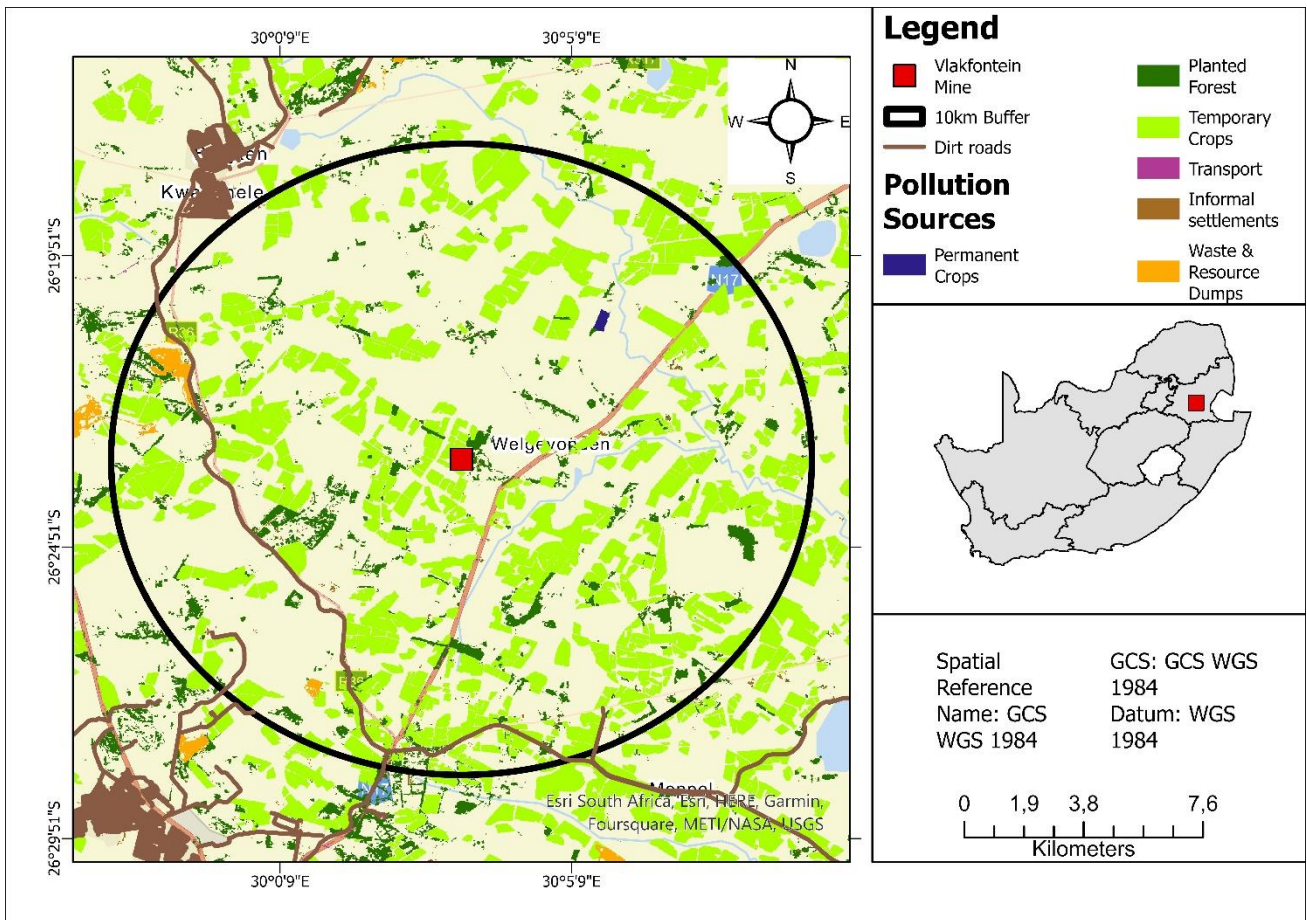 30°0'9"E
30°5'9"E
N
W
E
S
26°19'51"S
N17
R36
Welgevonden
26°24'51"S
R36
Esri South Africa, Esri, HERE, Garmin,
Foursquare, METI/NASA, USGS
26°29'51"S
30°0'9"E
30°5'9"E
Legend
Vlakfontein
Mine
10km Buffer
Dirt roads
Pollution
Sources
Permanent
Crops
Planted
Forest
Temporary
Crops
Transport
Informal
settlements
Waste &
Resource
Dumps
Spatial
Reference
Name: GCS
WGS 1984
GCS: GCS WGS
1984
Datum: WGS
1984
0
1,9
3,8
7,6
Kilometers